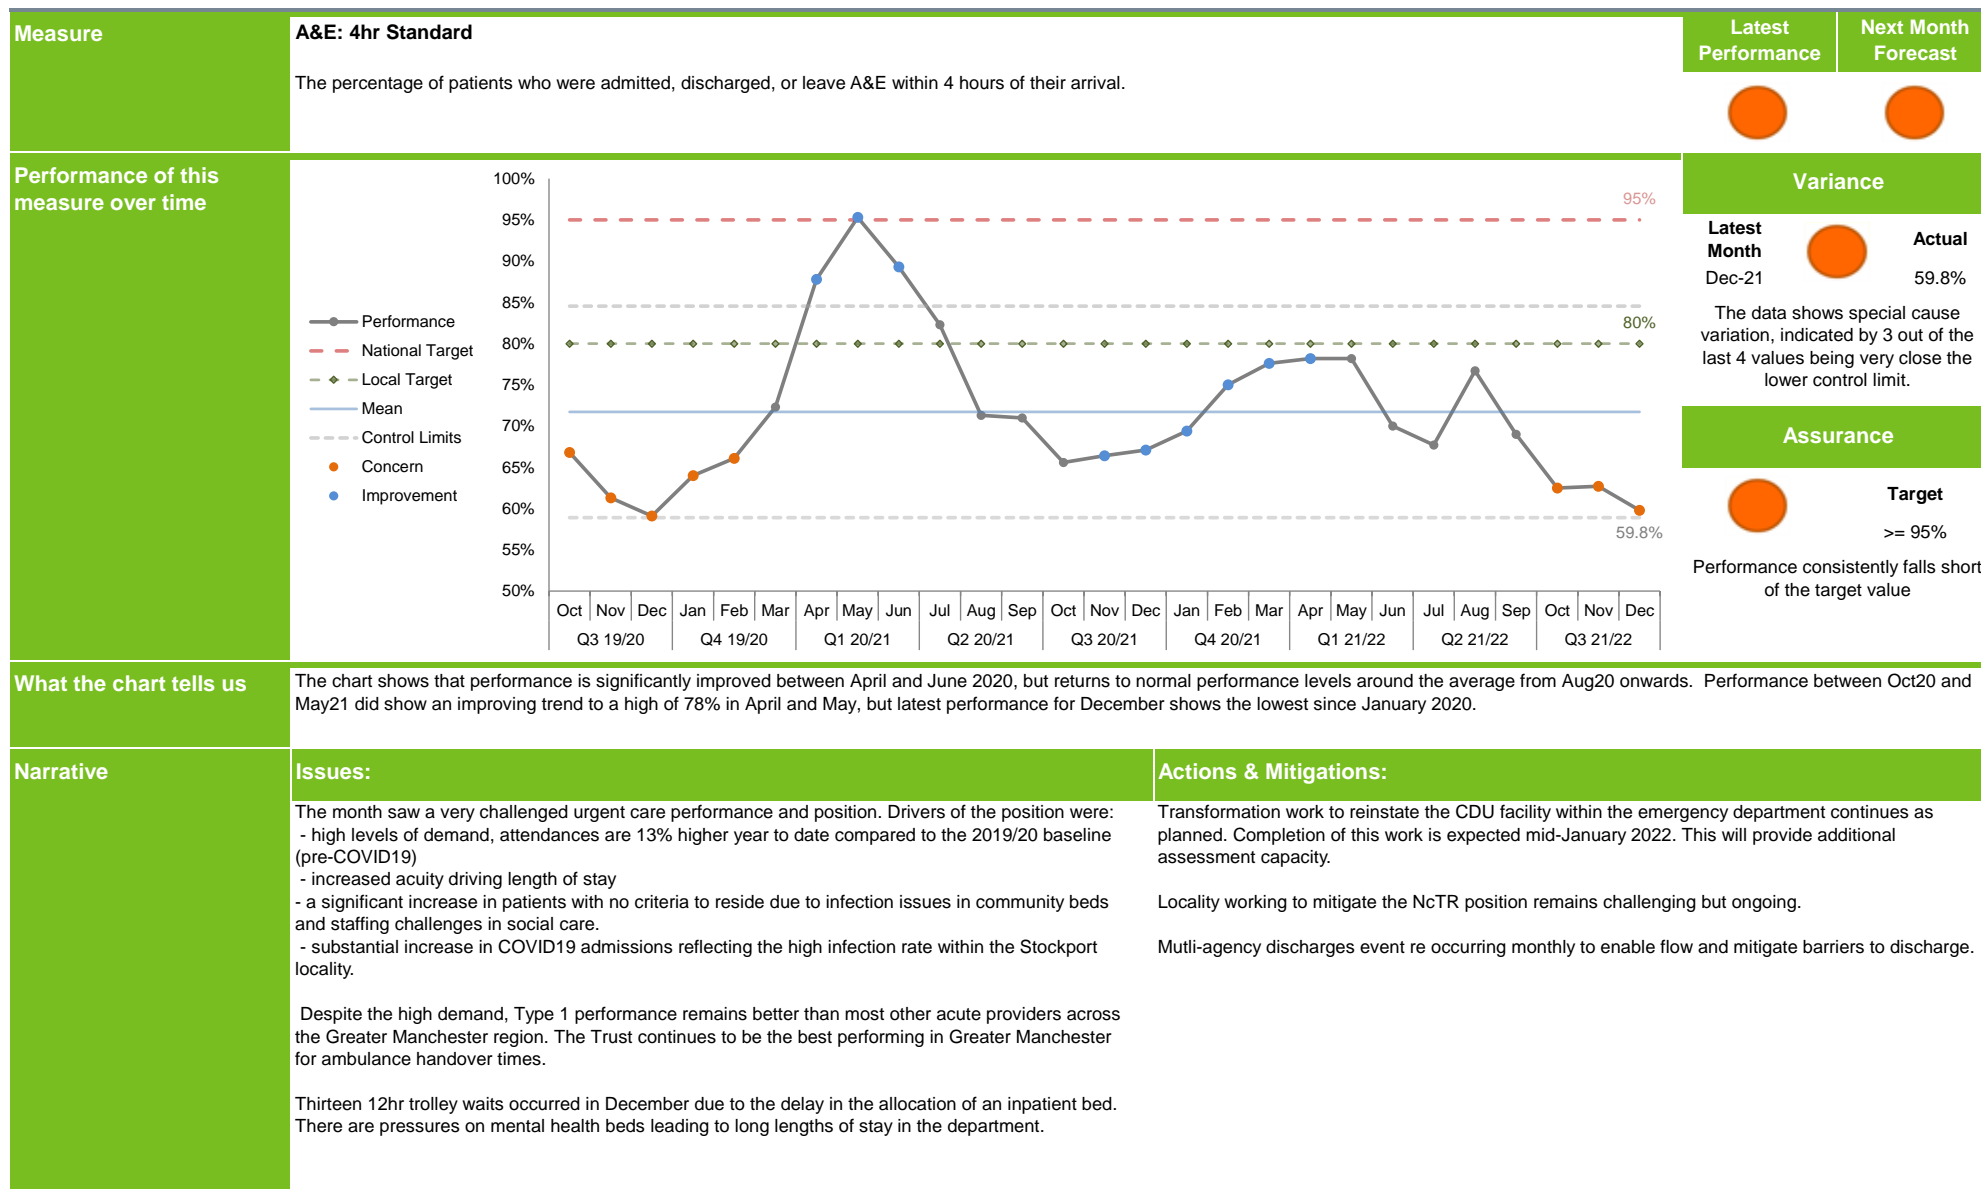 Measure
A&E: 4hr Standard
The percentage of patients who were admitted, discharged, or leave A&E within 4 hours of their arrival.
Latest
Performance
Next Month
Forecast
Performance of this
measure over time
100%
95%
90%
85%
80%
75%
70%
65%
60%
55%
50%
Performance
National Target
Local Target
Mean
Control Limits
Concern
Improvement
95%
80%
59.8%
Oct Nov Dec Jan Feb Mar Apr May Jun Jul Aug Sep Oct Nov Dec Jan Feb Mar Apr May Jun Jul Aug Sep Oct Nov Dec
Q3 19/20 Q4 19/20 Q1 20/21 Q2 20/21 Q3 20/21 Q4 20/21 Q1 21/22 Q2 21/22 Q3 21/22
Variance
Latest
Month
Actual
Dec-21
59.8%
The data shows special cause
variation, indicated by 3 out of the
last 4 values being very close the
lower control limit.
Assurance
Target
>= 95%
Performance consistently falls short
of the target value
What the chart tells us
The chart shows that performance is significantly improved between April and June 2020, but returns to normal performance levels around the average from Aug20 onwards.  Performance between Oct20 and
May21 did show an improving trend to a high of 78% in April and May, but latest performance for December shows the lowest since January 2020.
Narrative
Issues:
The month saw a very challenged urgent care performance and position. Drivers of the position were:
- high levels of demand, attendances are 13% higher year to date compared to the 2019/20 baseline
(pre-COVID19)
- increased acuity driving length of stay
- a significant increase in patients with no criteria to reside due to infection issues in community beds
and staffing challenges in social care.
- substantial increase in COVID19 admissions reflecting the high infection rate within the Stockport
locality.
Despite the high demand, Type 1 performance remains better than most other acute providers across
the Greater Manchester region. The Trust continues to be the best performing in Greater Manchester
for ambulance handover times.
Thirteen 12hr trolley waits occurred in December due to the delay in the allocation of an inpatient bed.
There are pressures on mental health beds leading to long lengths of stay in the department.
Actions & Mitigations:
Transformation work to reinstate the CDU facility within the emergency department continues as
planned. Completion of this work is expected mid-January 2022. This will provide additional
assessment capacity.
Locality working to mitigate the NcTR position remains challenging but ongoing.
Mutli-agency discharges event re occurring monthly to enable flow and mitigate barriers to discharge.